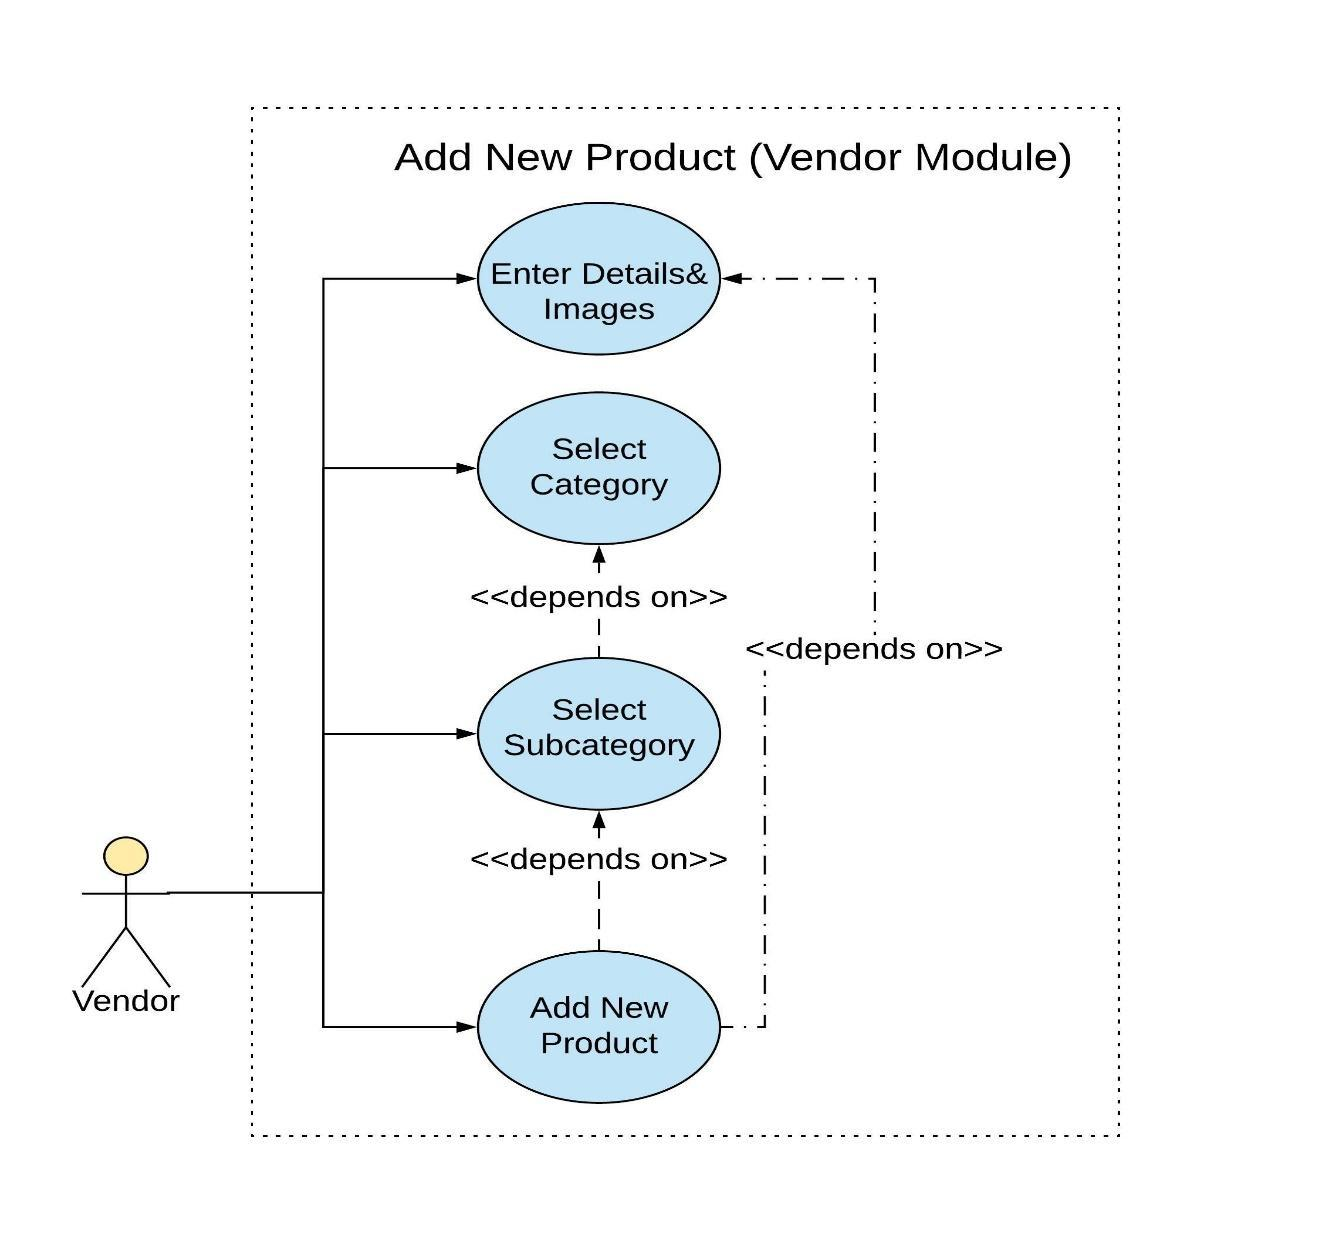 Add New Product (Vendor Module)
Enter Details&
Images
Select
Category
<<depends on>>
<<depends on>>
Select
Subcategory
<<depends on>>
Vendor
Add New
Product